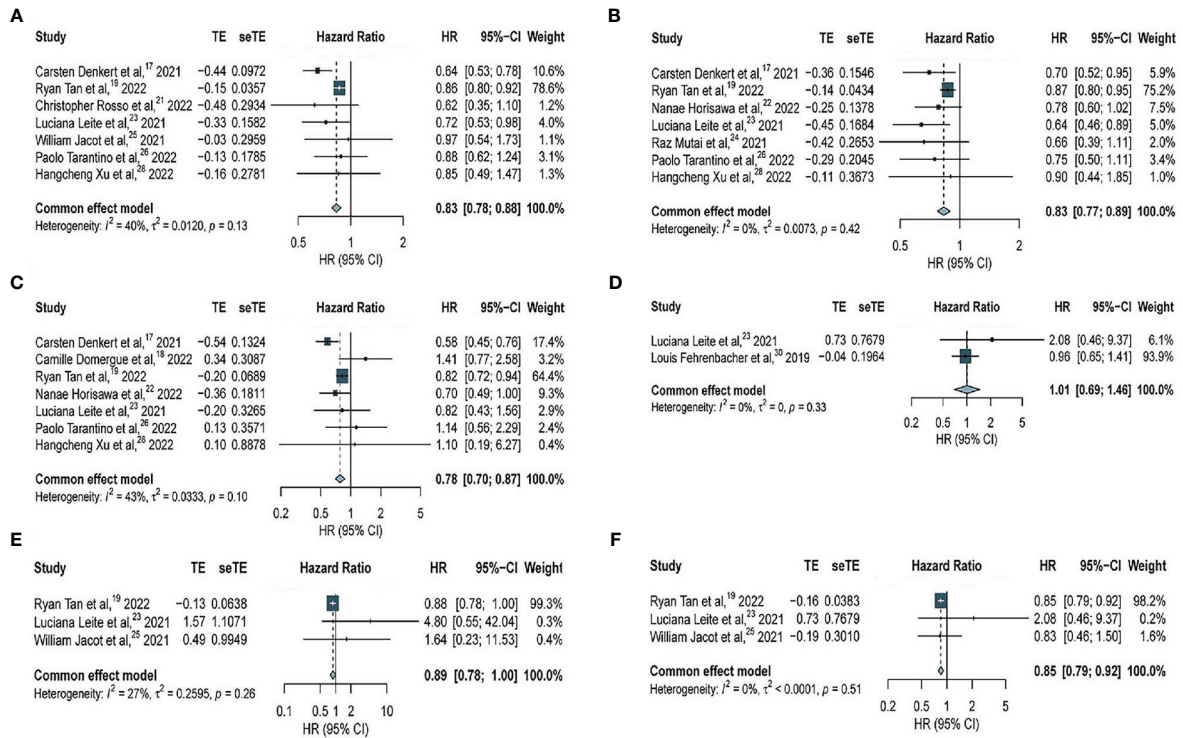 A
Study TE seTE Hazard Ratio HR 95%−CI Weight
Carsten Denkert et al,17 2021 −0.44 0.0972 0.64 [0.53; 0.78] 10.6%
Ryan Tan et al,19 2022 −0.15 0.0357 0.86 [0.80; 0.92] 78.6%
Christopher Rosso et al,21 2022 −0.48 0.2934 0.62 [0.35; 1.10] 1.2%
Luciana Leite et al,23 2021 −0.33 0.1582 0.72 [0.53; 0.98] 4.0%
William Jacot et al,25 2021 −0.03 0.2959 0.97 [0.54; 1.73] 1.1%
Paolo Tarantino et al,26 2022 −0.13 0.1785 0.88 [0.62; 1.24] 3.1%
Hangcheng Xu et al,28 2022 −0.16 0.2781 0.85 [0.49; 1.47] 1.3%
Common effect model 0.83 [0.78; 0.88] 100.0%
Heterogeneity: I2 = 40%, τ2 = 0.0120, p = 0.13
0.5 1 2
HR (95% CI)
B
Study TE seTE Hazard Ratio HR 95%−CI Weight
Carsten Denkert et al,17 2021 −0.36 0.1546 0.70 [0.52; 0.95] 5.9%
Ryan Tan et al,19 2022 −0.14 0.0434 0.87 [0.80; 0.95] 75.2%
Nanae Horisawa et al,22 2022 −0.25 0.1378 0.78 [0.60; 1.02] 7.5%
Luciana Leite et al,23 2021 −0.45 0.1684 0.64 [0.46; 0.89] 5.0%
Raz Mutai et al,24 2021 −0.42 0.2653 0.66 [0.39; 1.11] 2.0%
Paolo Tarantino et al,26 2022 −0.29 0.2045 0.75 [0.50; 1.11] 3.4%
Hangcheng Xu et al,28 2022 −0.11 0.3673 0.90 [0.44; 1.85] 1.0%
Common effect model 0.83 [0.77; 0.89] 100.0%
Heterogeneity: I2 = 0%, τ2 = 0.0073, p = 0.42
0.5 1 2
HR (95% CI)
C
Study TE seTE Hazard Ratio HR 95%−CI Weight
Carsten Denkert et al,17 2021 −0.54 0.1324 0.58 [0.45; 0.76] 17.4%
Camille Domergue et al,18 2022 0.34 0.3087 1.41 [0.77; 2.58] 3.2%
Ryan Tan et al,19 2022 −0.20 0.0689 0.82 [0.72; 0.94] 64.4%
Nanae Horisawa et al,22 2022 −0.36 0.1811 0.70 [0.49; 1.00] 9.3%
Luciana Leite et al,23 2021 −0.20 0.3265 0.82 [0.43; 1.56] 2.9%
Paolo Tarantino et al,26 2022 0.13 0.3571 1.14 [0.56; 2.29] 2.4%
Hangcheng Xu et al,28 2022 0.10 0.8878 1.10 [0.19; 6.27] 0.4%
Common effect model 0.78 [0.70; 0.87] 100.0%
Heterogeneity: I2 = 43%, τ2 = 0.0333, p = 0.10
0.2 0.5 1 2 5
HR (95% CI)
D
Study TE seTE Hazard Ratio HR 95%−CI Weight
Luciana Leite et al,23 2021 0.73 0.7679 2.08 [0.46; 9.37] 6.1%
Louis Fehrenbacher et al,30 2019 −0.04 0.1964 0.96 [0.65; 1.41] 93.9%
Common effect model 1.01 [0.69; 1.46] 100.0%
Heterogeneity: I2 = 0%, τ2 = 0, p = 0.33
0.2 0.5 1 2 5
HR (95% CI)
E
Study TE seTE Hazard Ratio HR 95%−CI Weight
Ryan Tan et al,19 2022 −0.13 0.0638 0.88 [0.78; 1.00] 99.3%
Luciana Leite et al,23 2021 1.57 1.1071 4.80 [0.55; 42.04] 0.3%
William Jacot et al,25 2021 0.49 0.9949 1.64 [0.23; 11.53] 0.4%
Common effect model 0.89 [0.78; 1.00] 100.0%
Heterogeneity: I2 = 27%, τ2 = 0.2595, p = 0.26
0.1 0.5 1 2 10
HR (95% CI)
F
Study TE seTE Hazard Ratio HR 95%−CI Weight
Ryan Tan et al,19 2022 −0.16 0.0383 0.85 [0.79; 0.92] 98.2%
Luciana Leite et al,23 2021 0.73 0.7679 2.08 [0.46; 9.37] 0.2%
William Jacot et al,25 2021 −0.19 0.3010 0.83 [0.46; 1.50] 1.6%
Common effect model 0.85 [0.79; 0.92] 100.0%
Heterogeneity: I2 = 0%, τ2 < 0.0001, p = 0.51
0.2 0.5 1 2 5
HR (95% CI)